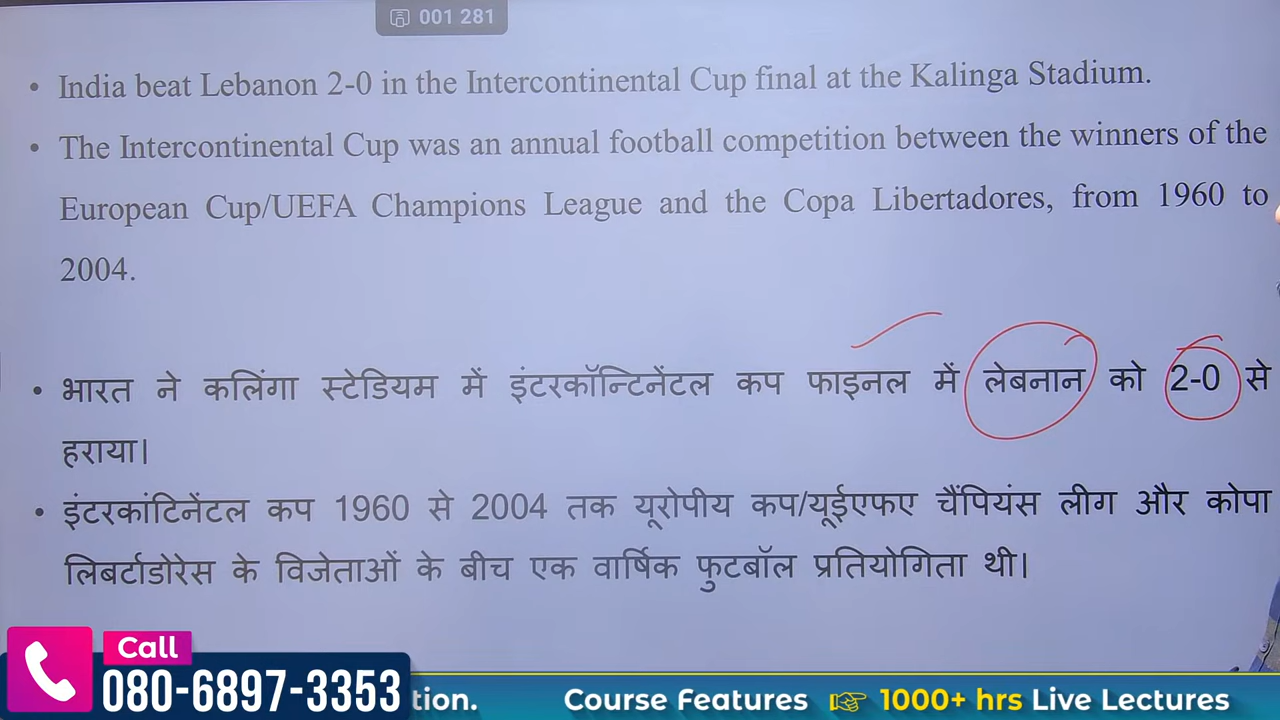 001 281
• India beat Lebanon 2-0 in the Intercontinental Cup final at the Kalinga Stadium.
• The Intercontinental Cup was an annual football competition between the winners of the
European Cup/UEFA Champions League and the Copa Libertadores, from 1960 to
2004.
• भारत ने कलिंगा स्टेडियम में इंटरकॉन्टिनेंटल कप फाइनल में लेबनान को 2-0 से
हराया।
• इंटरकांटिनेंटल कप 1960 से 2004 तक यूरोपीय कप/यूईएफए चैंपियंस लीग और कोपा
लिबर्टाडोरेस के विजेताओं के बीच एक वार्षिक फुटबॉल प्रतियोगिता थी।
Call
080-6897-3353
tion. Course Features 1000+ hrs Live Lectures